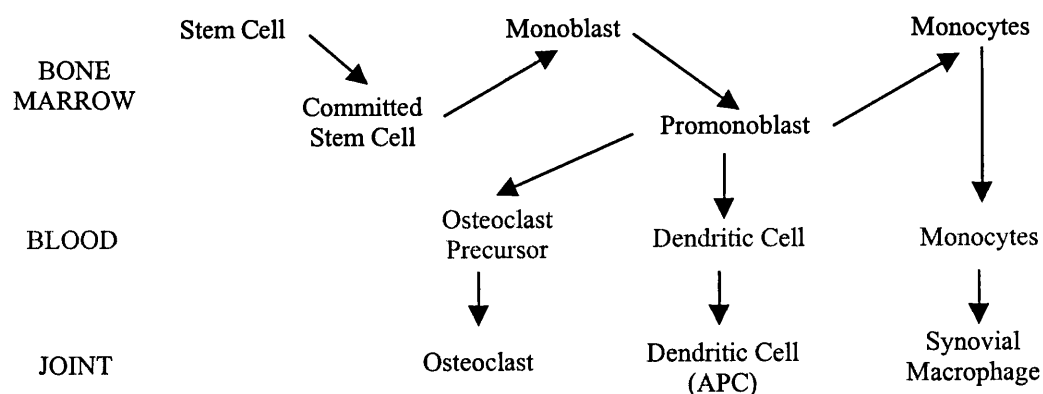 Stem Cell
Monoblast
Monocytes
BONE
MARROW
Committed
Stem Cell
Promonoblast
BLOOD
Osteoclast
Precursor
Dendritic Cell
Monocytes
JOINT
Osteoclast
Dendritic Cell
(APC)
Synovial
Macrophage